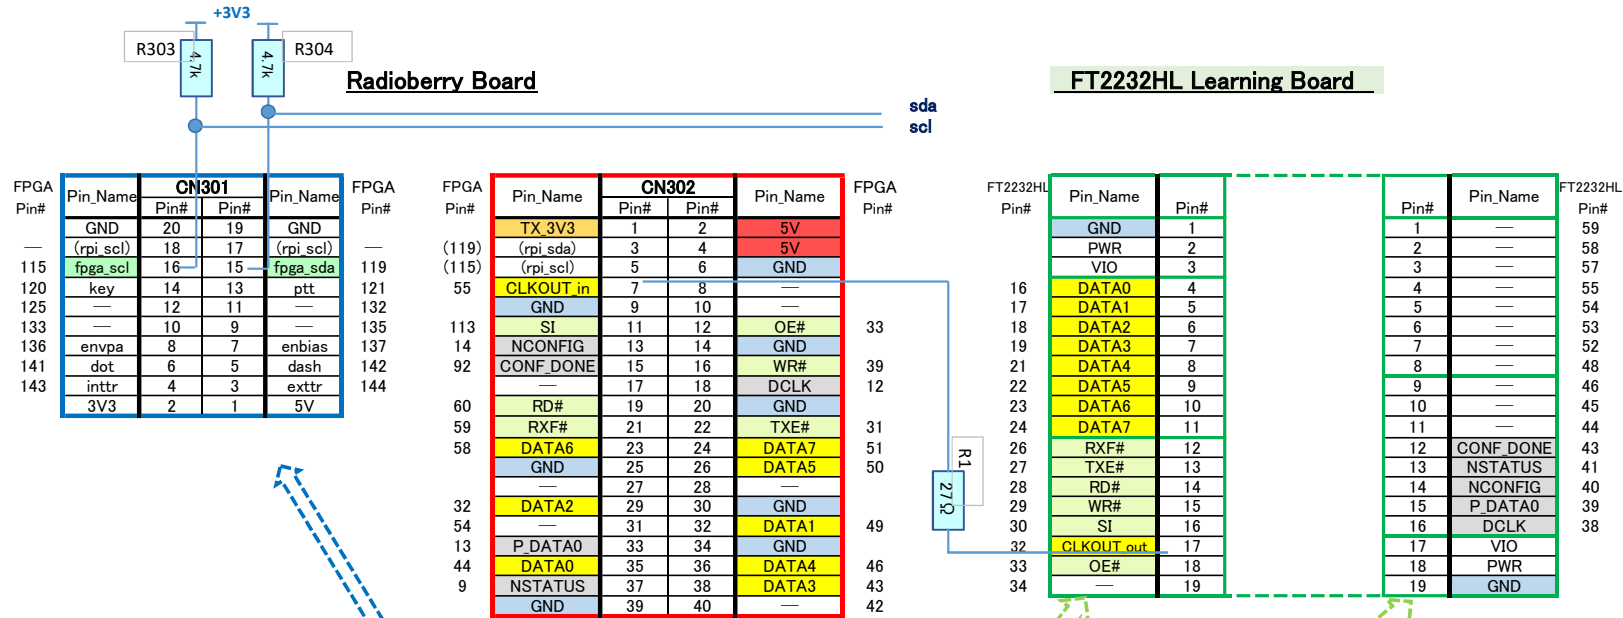 +3V3
R303 4.7k 4.7k R304
Radioberry Board
FT2232HL Learning Board
sda
scl
FPGA Pin# Pin_Name CN301 Pin# Pin# Pin_Name FPGA Pin#
GND 20 19 GND
— (rpi_scl) 18 17 (rpi_scl) —
115 fpga_scl 16 15 fpga_sda 119
120 key 14 13 ptt 121
125 — 12 11 — 132
133 — 10 9 — 135
136 envpa 8 7 enbias 137
141 dot 6 5 dash 142
143 inttr 4 3 exttr 144
3V3 2 1 5V
FPGA Pin# Pin_Name CN302 Pin# Pin# Pin_Name FPGA Pin#
TX_3V3 1 2 5V
(119) (rpi_sda) 3 4 5V
(115) (rpi_scl) 5 6 GND
55 CLKOUT_in 7 8 —
GND 9 10 —
113 SI 11 12 OE# 33
14 NCONFIG 13 14 GND
92 CONF_DONE 15 16 WR# 39
— 17 18 DCLK 12
60 RD# 19 20 GND
59 RXF# 21 22 TXE# 31
58 DATA6 23 24 DATA7 51
GND 25 26 DATA5 50
— 27 28 —
32 DATA2 29 30 GND
54 — 31 32 DATA1 49
13 P_DATA0 33 34 GND
44 DATA0 35 36 DATA4 46
9 NSTATUS 37 38 DATA3 43
GND 39 40 — 42
R1
27Ω
FT2232HL Pin# Pin_Name Pin#
GND 1
PWR 2
VIO 3
16 DATA0 4
17 DATA1 5
18 DATA2 6
19 DATA3 7
21 DATA4 8
22 DATA5 9
23 DATA6 10
24 DATA7 11
26 RXF# 12
27 TXE# 13
28 RD# 14
29 WR# 15
30 SI 16
32 CLKOUT_out 17
33 OE# 18
34 — 19
Pin# Pin_Name FT2232HL Pin#
1 — 59
2 — 58
3 — 57
4 — 55
5 — 54
6 — 53
7 — 52
8 — 48
9 — 46
10 — 45
11 — 44
12 CONF_DONE 43
13 NSTATUS 41
14 NCONFIG 40
15 P_DATA0 39
16 DCLK 38
17 VIO
18 PWR
19 GND